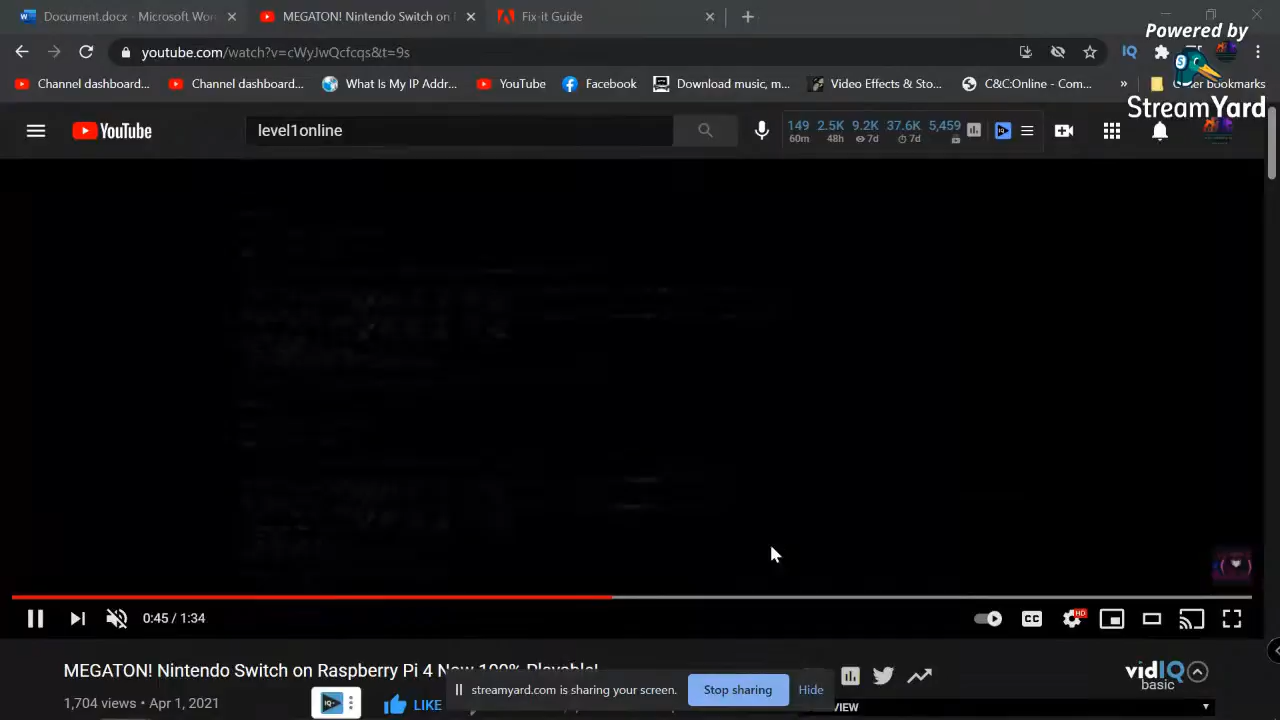 Document.docx - Microsoft Wor
MEGATON! Nintendo Switch on
Fix-it Guide
Powered by
StreamYard
youtube.com/watch?v=cWyJwQcfcqs&t=9s
IQ
Channel dashboard...
Channel dashboard...
What Is My IP Addr...
YouTube
Facebook
Download music, m...
Video Effects & Sto...
C&C:Online - Com...
»
Other bookmarks
YouTube
level1online
149 2.5K 9.2K 37.6K 5,459
60m 48h 7d 7d
0:45 / 1:34
CC
HD
MEGATON! Nintendo Switch on Raspberry Pi 4 Now 100% Playable!
1,704 views • Apr 1, 2021
LIKE
streamyard.com is sharing your screen.
Stop sharing
Hide
vidIQ
basic
VIEW